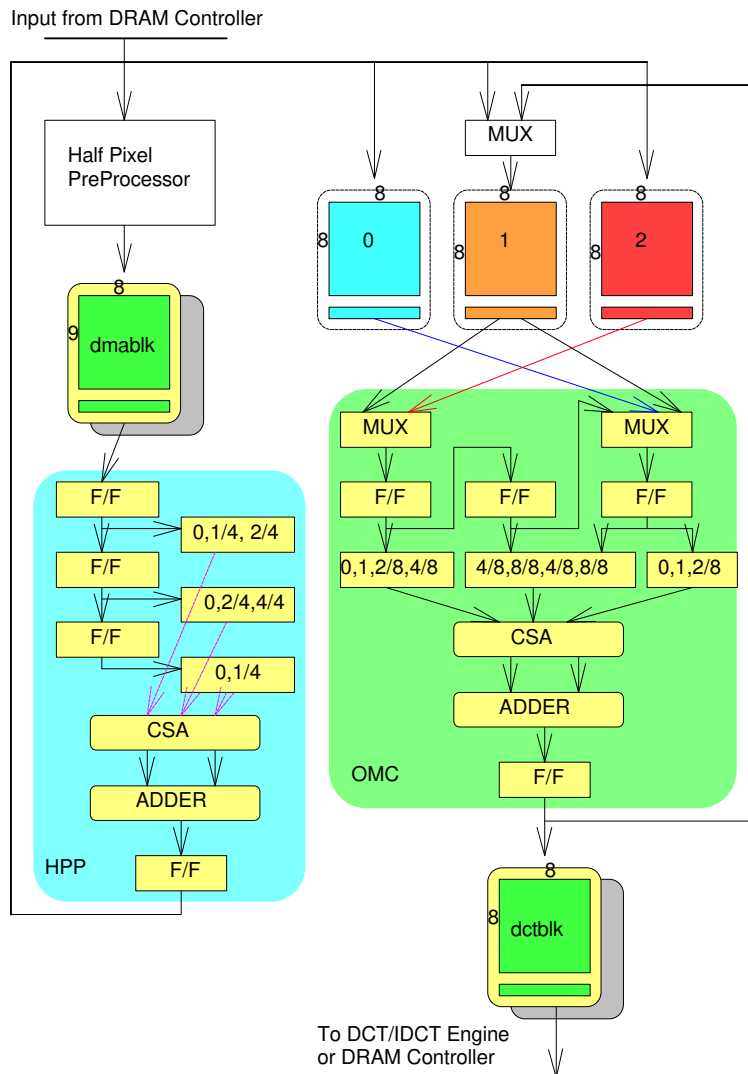 Input from DRAM Controller
Half Pixel
PreProcessor
MUX
8
8
8
8
0
8
1
8
2
8
9
dmablk
MUX
MUX
F/F
F/F
F/F
F/F
0,1/4, 2/4
F/F
0,1,2/8,4/8
4/8,8/8,4/8,8/8
0,1,2/8
0,2/4,4/4
F/F
CSA
0,1/4
CSA
ADDER
ADDER
OMC
F/F
HPP
F/F
8
8
dctblk
To DCT/IDCT Engine
or DRAM Controller